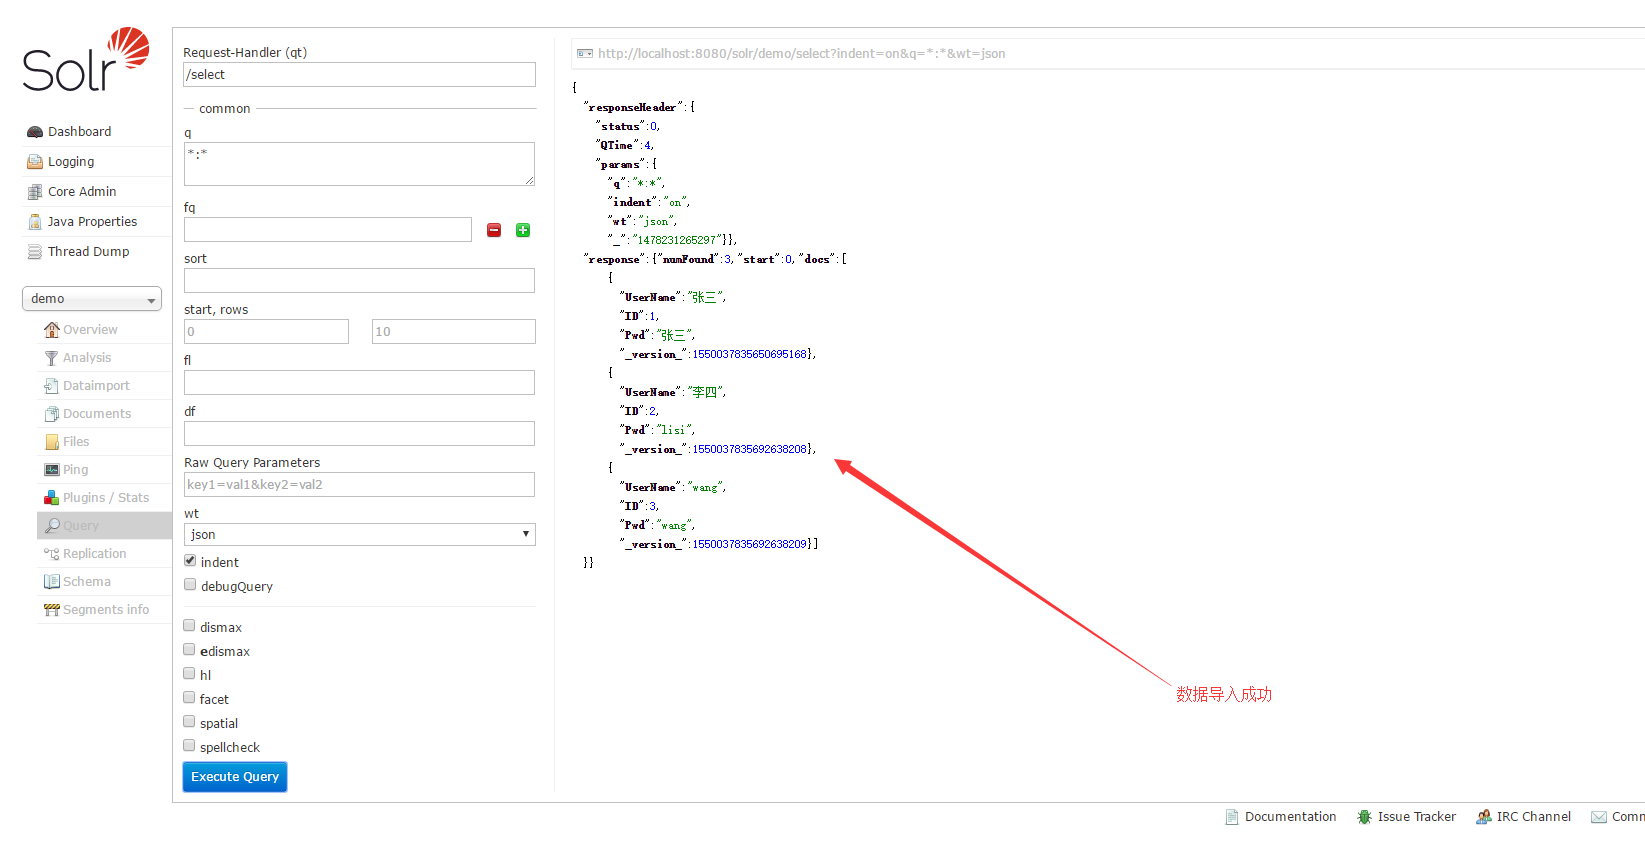 Solr
Dashboard
Logging
Core Admin
Java Properties
Thread Dump
demo
Overview
Analysis
Dataimport
Documents
Files
Ping
Plugins / Stats
Query
Replication
Schema
Segments info
Request-Handler (qt)
/select
common
q
*:*
fq
sort
start, rows
0 10
fl
df
Raw Query Parameters
key1=val1&key2=val2
wt
json
indent
debugQuery
dismax
edismax
hl
facet
spatial
spellcheck
Execute Query
http://localhost:8080/solr/demo/select?indent=on&q=*:*&wt=json
{
"responseHeader":{
"status":0,
"QTime":4,
"params":{
"q":"*:*",
"indent":"on",
"wt":"json",
"_":"1478231265297"}},
"response":{"numFound":3,"start":0,"docs":[
{
"UserName":"张三",
"ID":1,
"Pwd":"张三",
"_version_":1550037835650695168},
{
"UserName":"李四",
"ID":2,
"Pwd":"lisi",
"_version_":1550037835692638208},
{
"UserName":"wang",
"ID":3,
"Pwd":"wang",
"_version_":1550037835692638209}]
}}
数据导入成功
Documentation Issue Tracker IRC Channel